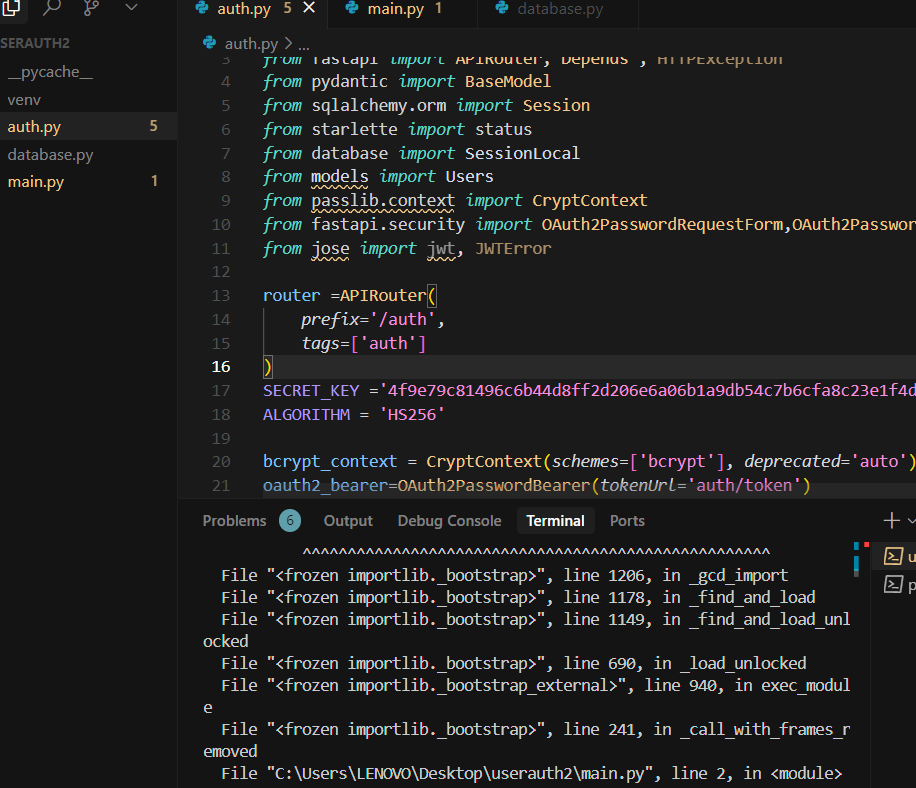 auth.py 5 main.py 1 database.py
SERAUTH2
__pycache__
venv
auth.py 5
database.py
main.py 1
auth.py > ...
3 from fastapi import APIRouter, Depends , HTTPException
4 from pydantic import BaseModel
5 from sqlalchemy.orm import Session
6 from starlette import status
7 from database import SessionLocal
8 from models import Users
9 from passlib.context import CryptContext
10 from fastapi.security import OAuth2PasswordRequestForm,OAuth2Passwor
11 from jose import jwt, JWTError
12
13 router =APIRouter(
14 prefix='/auth',
15 tags=['auth']
16 )
17 SECRET_KEY ='4f9e79c81496c6b44d8ff2d206e6a06b1a9db54c7b6cfa8c23e1f4d
18 ALGORITHM = 'HS256'
19
20 bcrypt_context = CryptContext(schemes=['bcrypt'], deprecated='auto')
21 oauth2_bearer=OAuth2PasswordBearer(tokenUrl='auth/token')
Problems 6 Output Debug Console Terminal Ports
^^^^^^^^^^^^^^^^^^^^^^^^^^^^^^^^^^^^^^^^^^^^^^^^^^^^
File "<frozen importlib._bootstrap>", line 1206, in _gcd_import
File "<frozen importlib._bootstrap>", line 1178, in _find_and_load
File "<frozen importlib._bootstrap>", line 1149, in _find_and_load_unl
ocked
File "<frozen importlib._bootstrap>", line 690, in _load_unlocked
File "<frozen importlib._bootstrap_external>", line 940, in exec_modul
e
File "<frozen importlib._bootstrap>", line 241, in _call_with_frames_r
emoved
File "C:\Users\LENOVO\Desktop\userauth2\main.py", line 2, in <module>